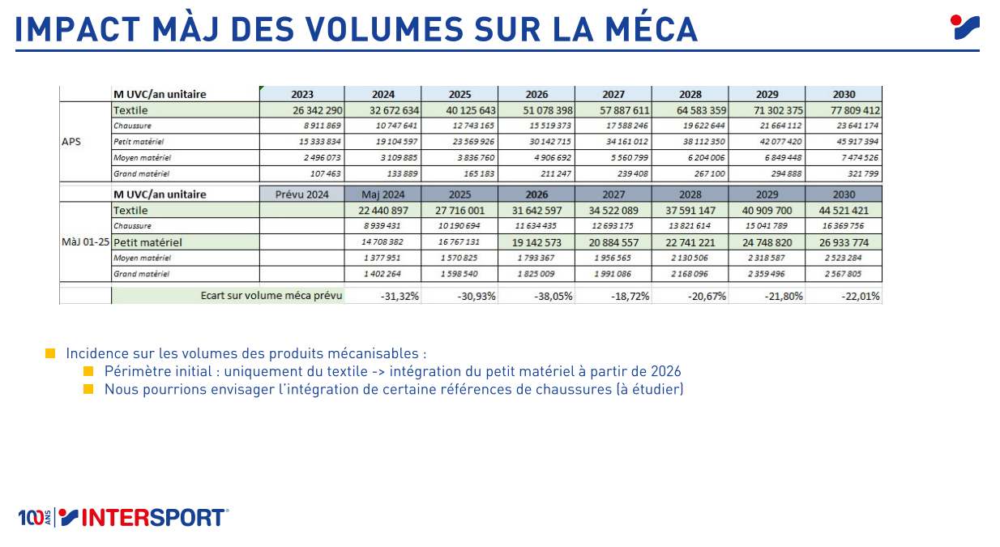 IMPACT MÀJ DES VOLUMES SUR LA MÉCA
M UVC/an unitaire 2023 2024 2025 2026 2027 2028 2029 2030
APS
Textile 26 342 290 32 672 634 40 125 643 51 078 398 57 887 611 64 583 359 71 302 375 77 809 412
Chaussure 8 911 869 10 747 641 12 743 165 15 519 373 17 588 246 19 622 644 21 664 112 23 641 174
Petit matériel 15 333 834 19 104 597 23 569 926 30 142 715 34 161 012 38 112 350 42 077 420 45 917 394
Moyen matériel 2 496 073 3 109 885 3 836 760 4 906 692 5 560 799 6 204 006 6 849 448 7 474 526
Grand matériel 107 463 133 889 165 183 211 247 239 408 267 100 294 888 321 799
M UVC/an unitaire Prévu 2024 Maj 2024 2025 2026 2027 2028 2029 2030
MàJ 01-25
Textile 22 440 897 27 716 001 31 642 597 34 522 089 37 591 147 40 909 700 44 521 421
Chaussure 8 939 431 10 190 694 11 634 435 12 693 175 13 821 614 15 041 789 16 369 756
Petit matériel 14 708 382 16 767 131 19 142 573 20 884 557 22 741 221 24 748 820 26 933 774
Moyen matériel 1 377 951 1 570 825 1 793 367 1 956 565 2 130 506 2 318 587 2 523 284
Grand matériel 1 402 264 1 598 540 1 825 009 1 991 086 2 168 096 2 359 496 2 567 805
Ecart sur volume méca prévu -31,32% -30,93% -38,05% -18,72% -20,67% -21,80% -22,01%
Incidence sur les volumes des produits mécanisables :
Périmètre initial : uniquement du textile -> intégration du petit matériel à partir de 2026
Nous pourrions envisager l'intégration de certaine références de chaussures (à étudier)
100 ANS INTERSPORT®